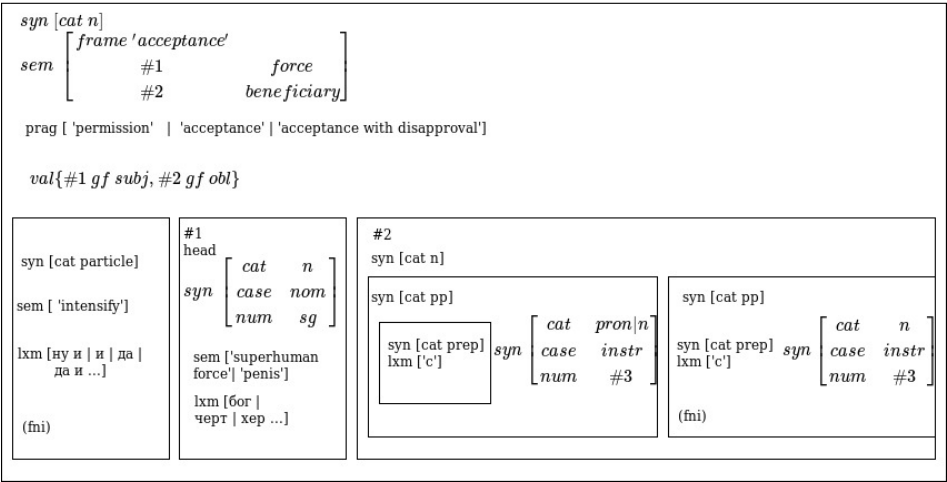 syn [cat n]
sem [frame 'acceptance'
#1 force
#2 beneficiary]
prag [ 'permission' | 'acceptance' | 'acceptance with disapproval']
val{#1 gf subj, #2 gf obl}
syn [cat particle]
sem [ 'intensify']
lxm [ну и | и | да |
да и ...]
(fni)
#1
head
syn [cat n
case nom
num sg]
sem ['superhuman
force'| 'penis']
lxm [бог |
черт | хер ...]
#2
syn [cat n]
syn [cat pp]
syn [cat prep]
lxm ['с']
syn [cat pron|n
case instr
num #3]
syn [cat pp]
syn [cat prep]
lxm ['с']
syn [cat n
case instr
num #3]
(fni)